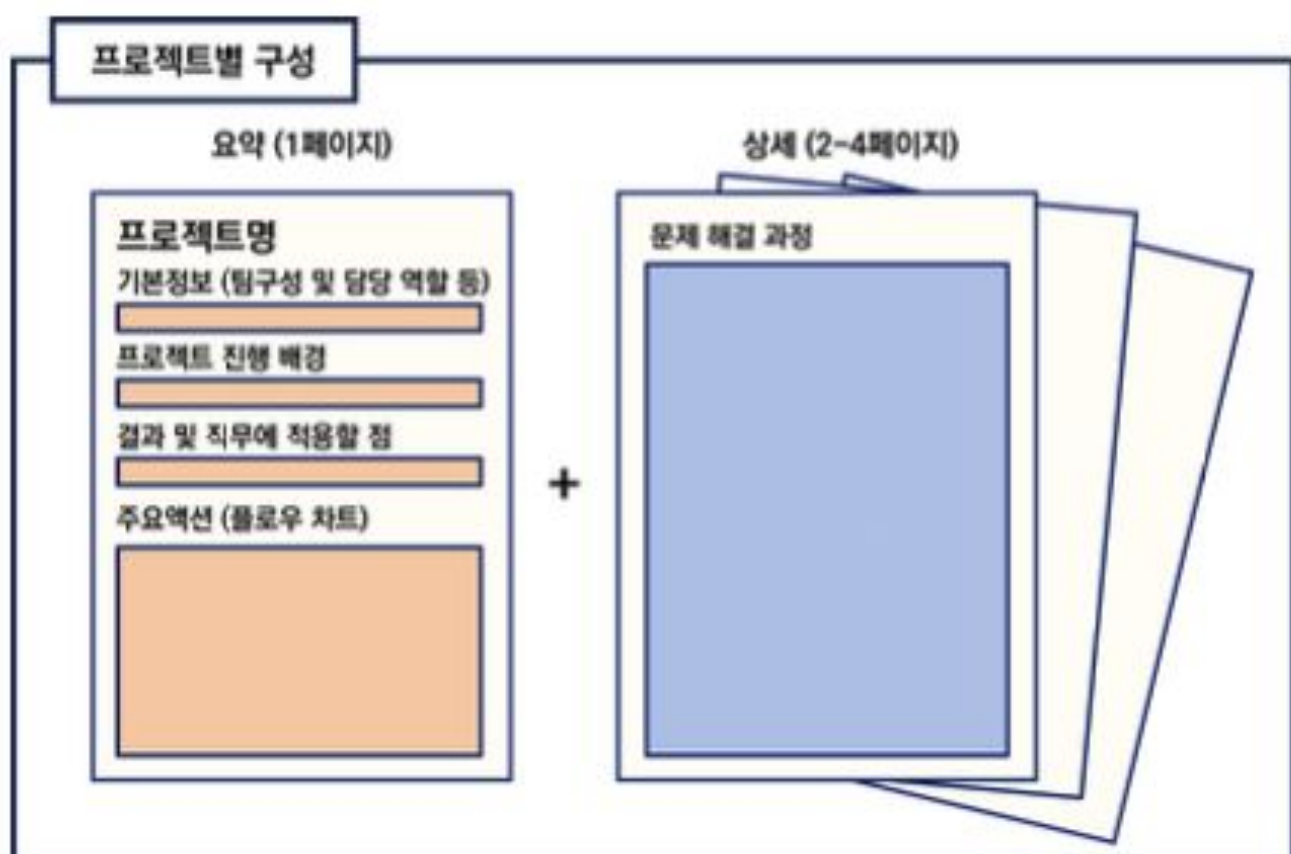 프로젝트별 구성
요약 (1페이지)
프로젝트명
기본정보 (팀구성 및 담당 역할 등)
프로젝트 진행 배경
결과 및 직무에 적용할 점
주요액션 (플로우 차트)
+
상세 (2-4페이지)
문제 해결 과정